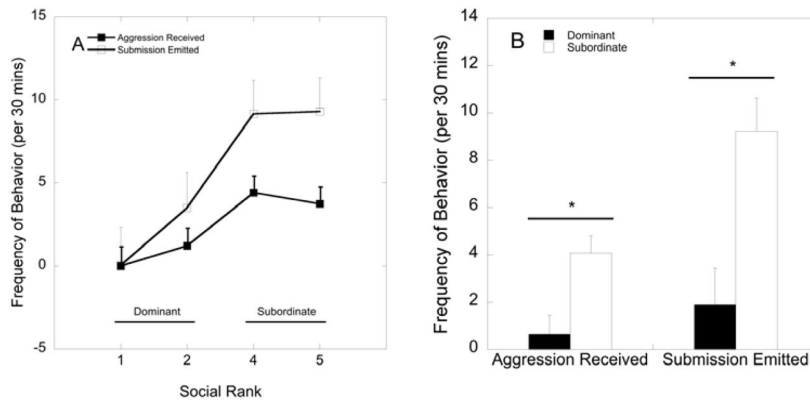 A
Aggression Received
Submission Emitted
Frequency of Behavior (per 30 mins)
15
10
5
0
-5
Dominant
Subordinate
1 2 4 5
Social Rank
B
Dominant
Subordinate
Frequency of Behavior (per 30 mins)
14
12
10
8
6
4
2
0
*
*
Aggression Received Submission Emitted